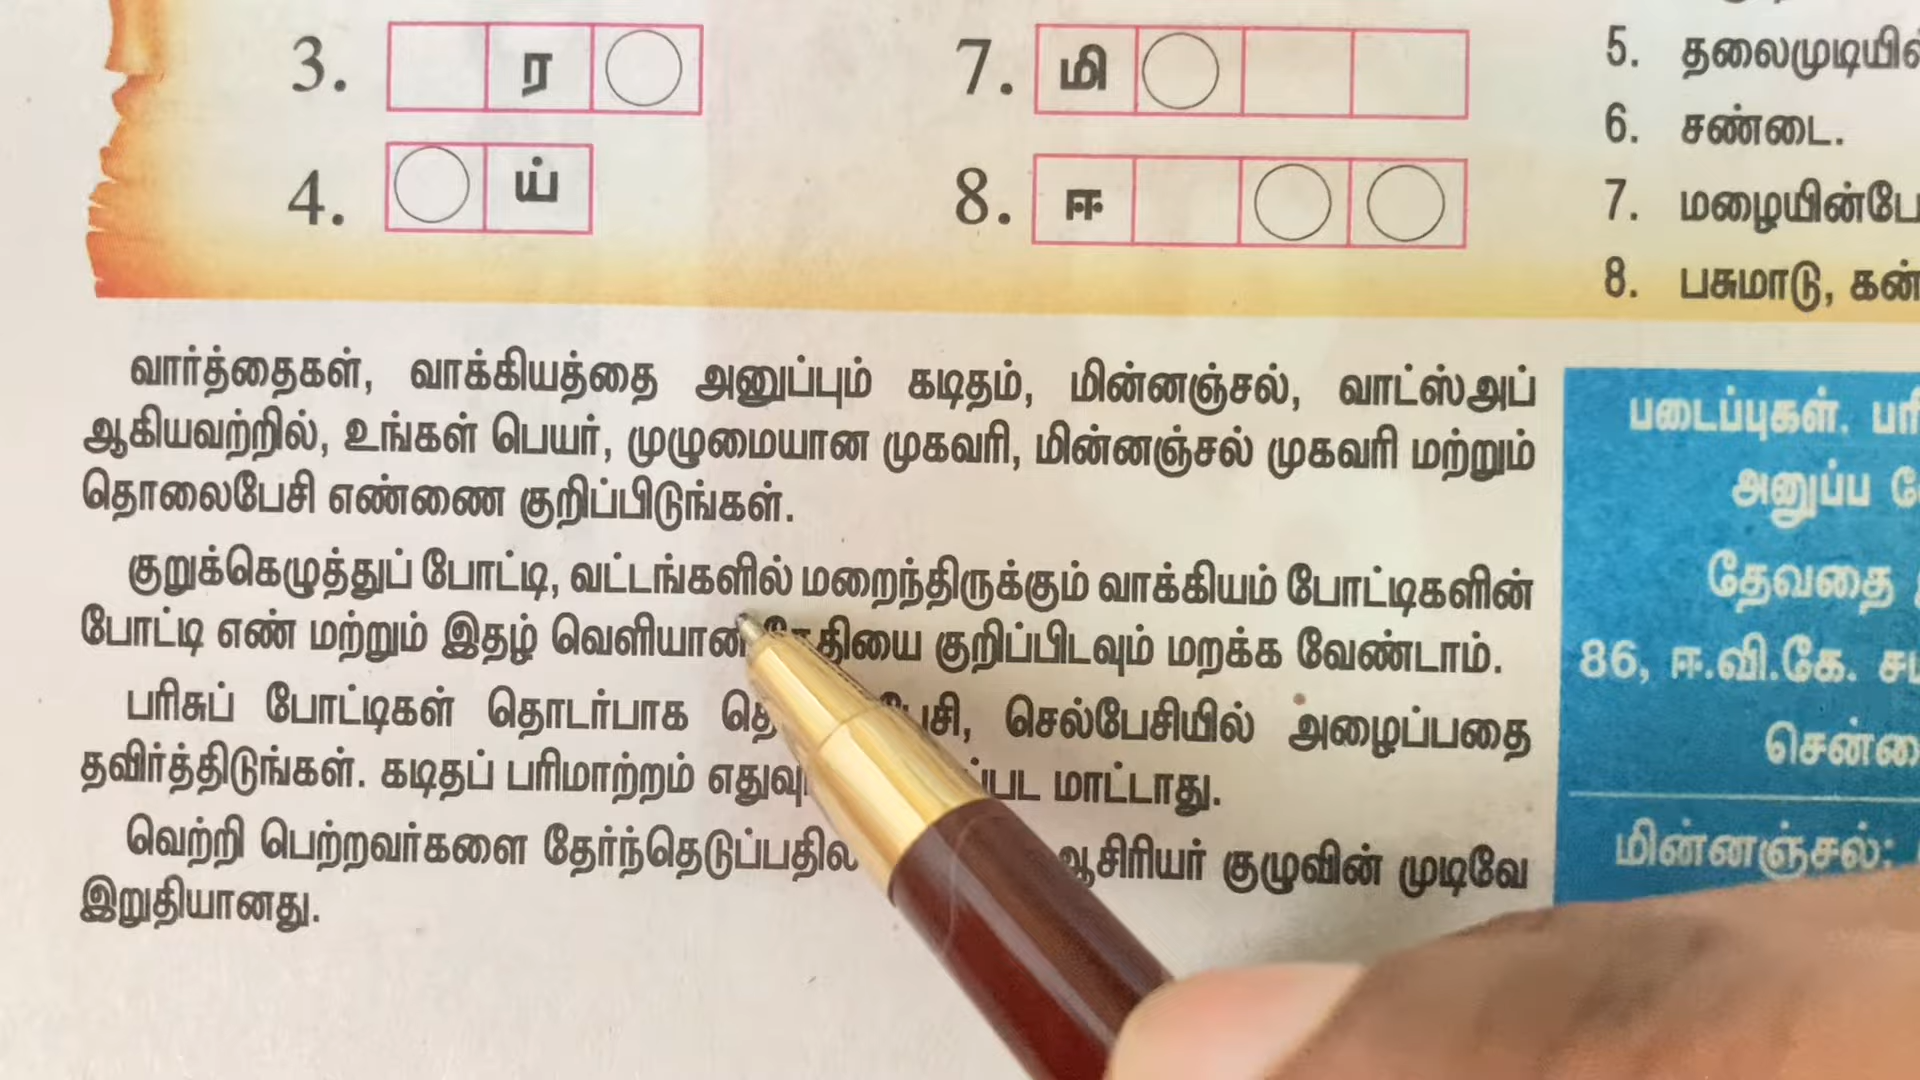 3. ர
4. ய்
7. மி
8. ஈ
5. தலைமுடியில்
6. சண்டை.
7. மழையின்பே
8. பசுமாடு, கன்
வார்த்தைகள், வாக்கியத்தை அனுப்பும் கடிதம், மின்னஞ்சல், வாட்ஸ்அப்
ஆகியவற்றில், உங்கள் பெயர், முழுமையான முகவரி, மின்னஞ்சல் முகவரி மற்றும்
தொலைபேசி எண்ணை குறிப்பிடுங்கள்.
குறுக்கெழுத்துப் போட்டி, வட்டங்களில் மறைந்திருக்கும் வாக்கியம் போட்டிகளின்
போட்டி எண் மற்றும் இதழ் வெளியான தேதியை குறிப்பிடவும் மறக்க வேண்டாம்.
பரிசுப் போட்டிகள் தொடர்பாக செல்பேசியில் அழைப்பதை
தவிர்த்திடுங்கள். கடிதப் பரிமாற்றம் மாட்டாது.
வெற்றி பெற்றவர்களை தேர்ந்தெடுப்பதில் ஆசிரியர் குழுவின் முடிவே
இறுதியானது.
படைப்புகள். பரி
அனுப்ப
தேவதை
86, ஈ.வி.கே.
சென்னை
மின்னஞ்சல்: